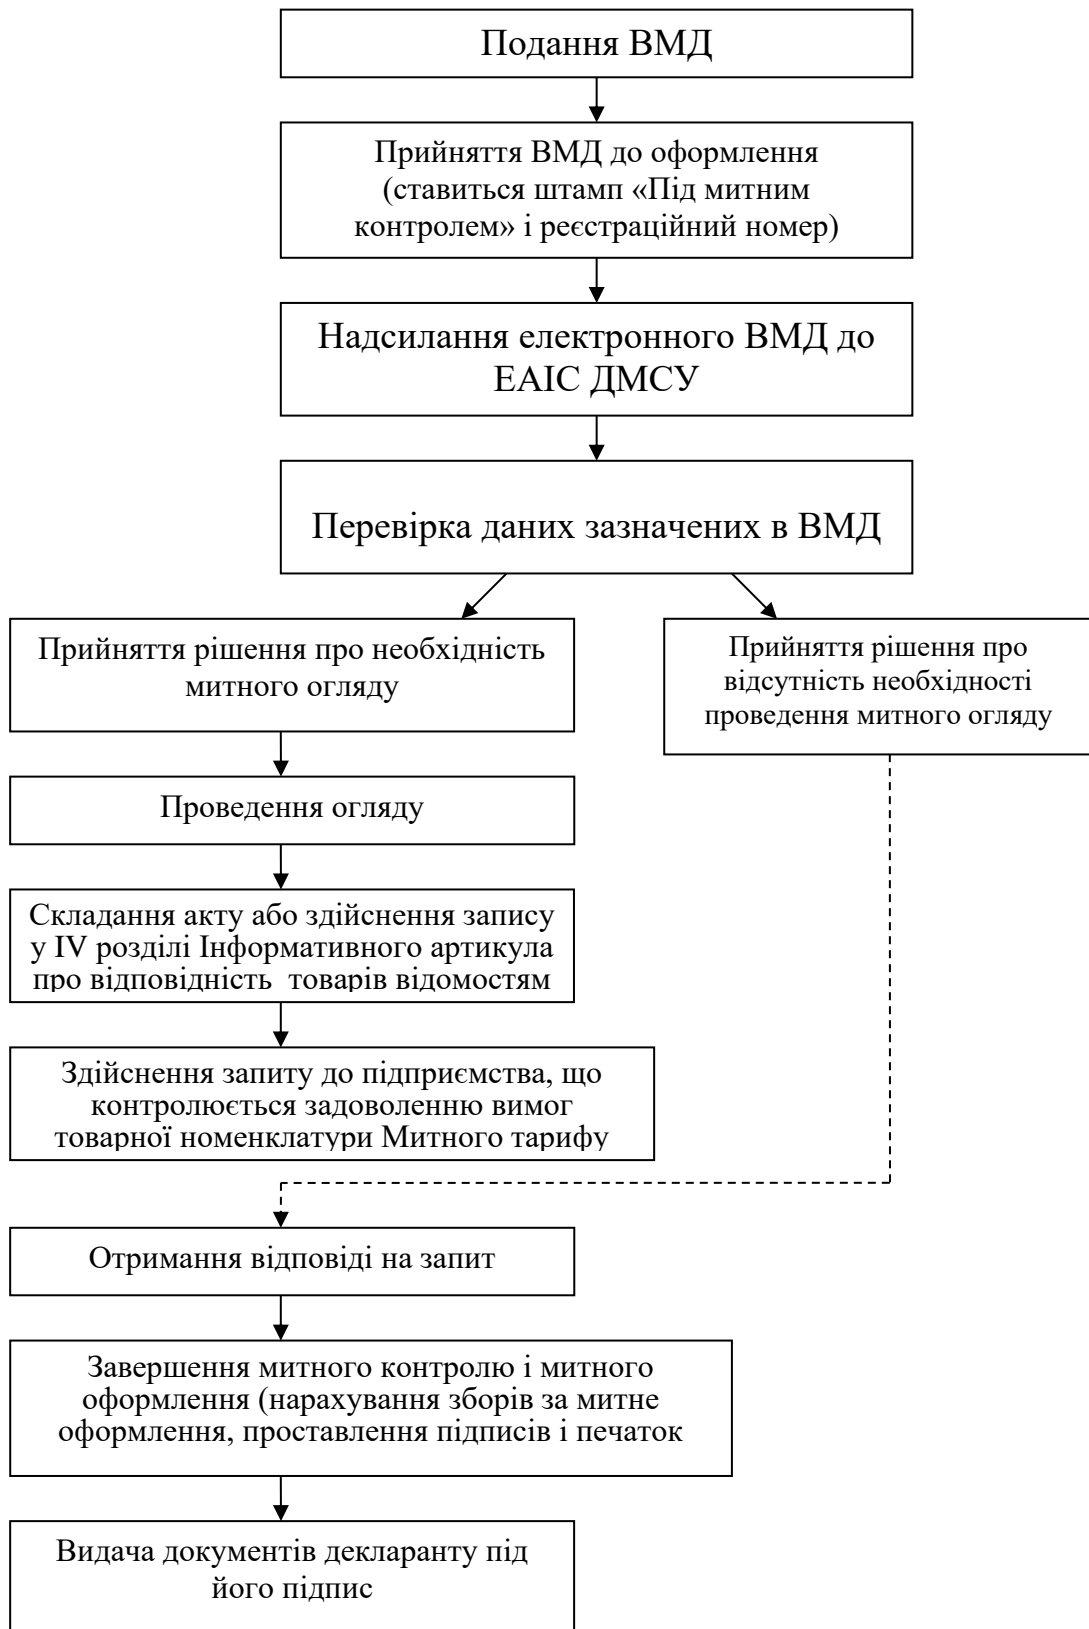 Подання ВМД
Прийняття ВМД до оформлення
(ставиться штамп «Під митним
контролем» і реєстраційний номер)
Надсилання електронного ВМД до
ЕАІС ДМСУ
Перевірка даних зазначених в ВМД
Прийняття рішення про необхідність
митного огляду
Прийняття рішення про
відсутність необхідності
проведення митного огляду
Проведення огляду
Складання акту або здійснення запису
у IV розділі Інформативного артикула
про відповідність товарів відомостям
Здійснення запиту до підприємства, що
контролюється задоволенню вимог
товарної номенклатури Митного тарифу
Отримання відповіді на запит
Завершення митного контролю і митного
оформлення (нарахування зборів за митне
оформлення, проставлення підписів і печаток
Видача документів декларанту під
його підпис